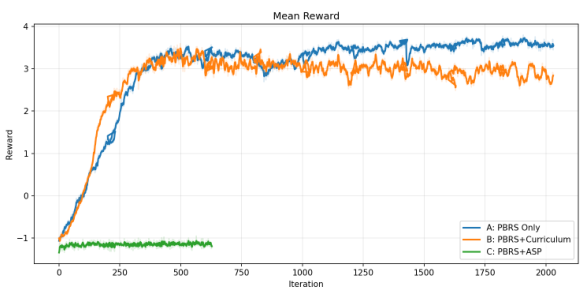 Mean Reward
4
3
2
1
0
−1
Reward
0
250
500
750
1000
1250
1500
1750
2000
Iteration
A: PBRS Only
B: PBRS+Curriculum
C: PBRS+ASP